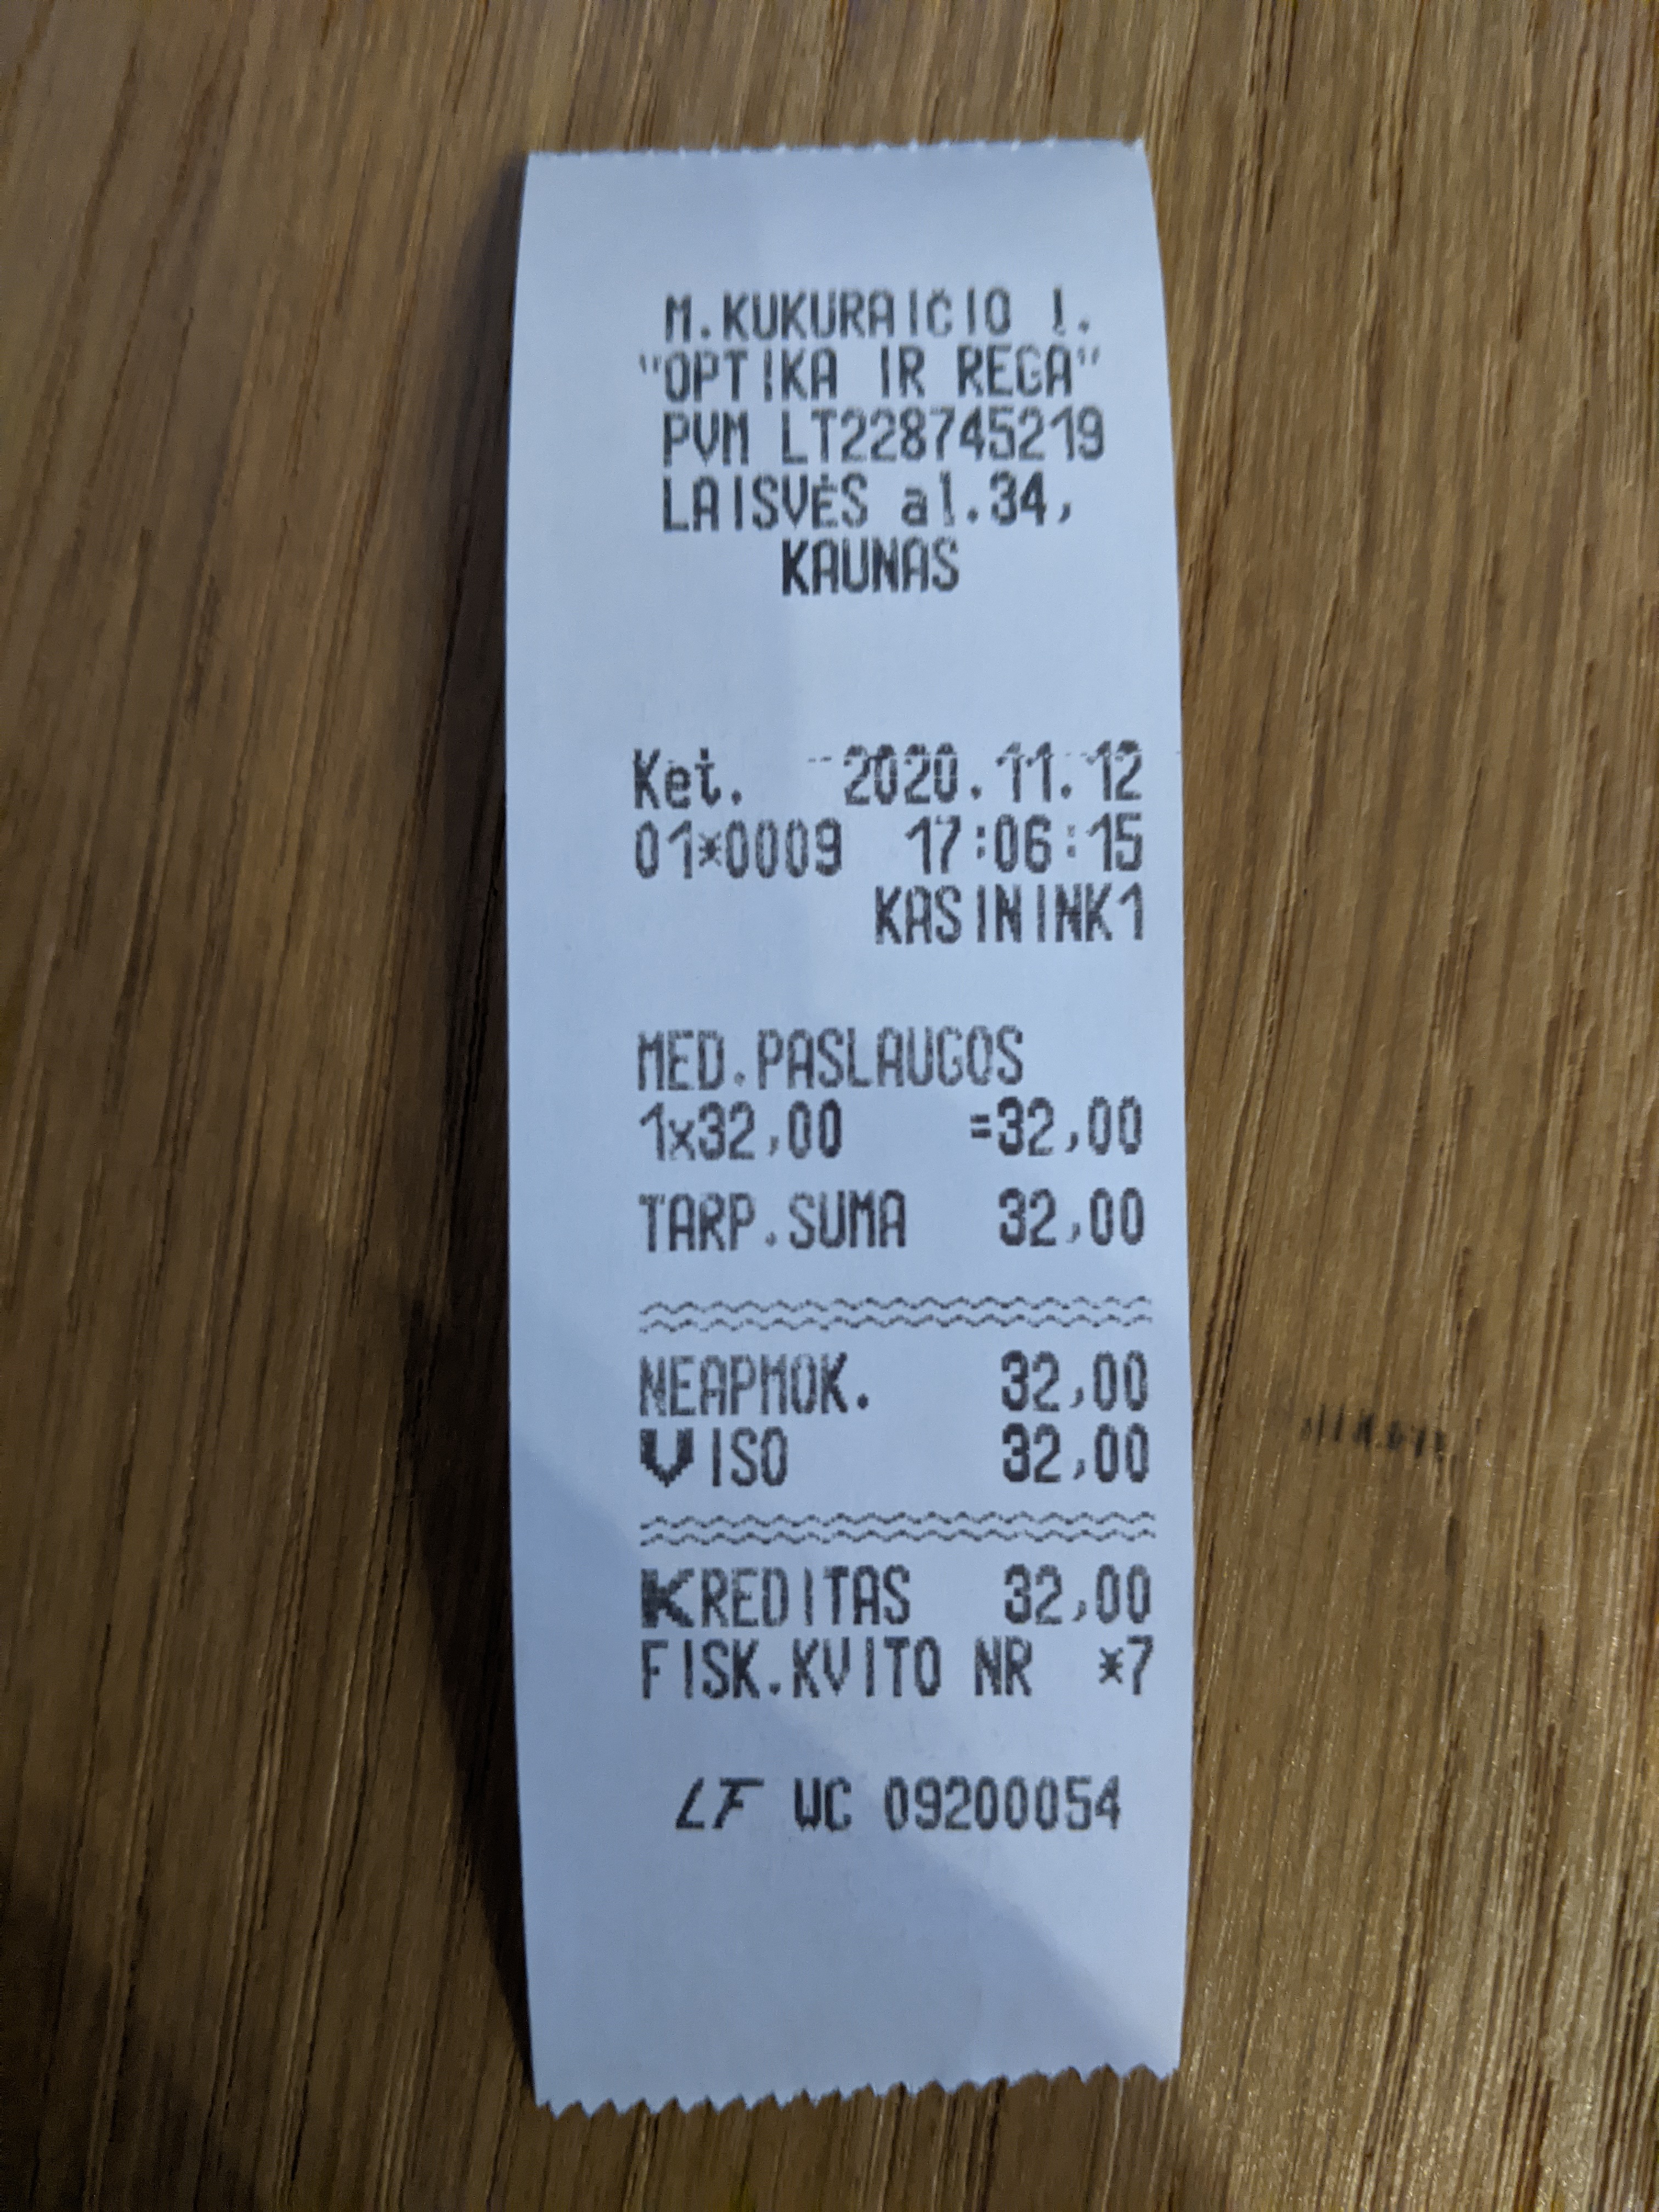 M.KUKURAIČIO Į.
"OPTIKA IR REGA"
PVM LT228745219
LAISVĖS al.34,
KAUNAS
Ket. 2020.11.12
01*0009 17:06:15
KASININK1
MED.PASLAUGOS
1x32,00 =32,00
TARP.SUMA 32,00
NEAPMOK. 32,00
VISO 32,00
KREDITAS 32,00
FISK.KVITO NR *7
LF WC 09200054